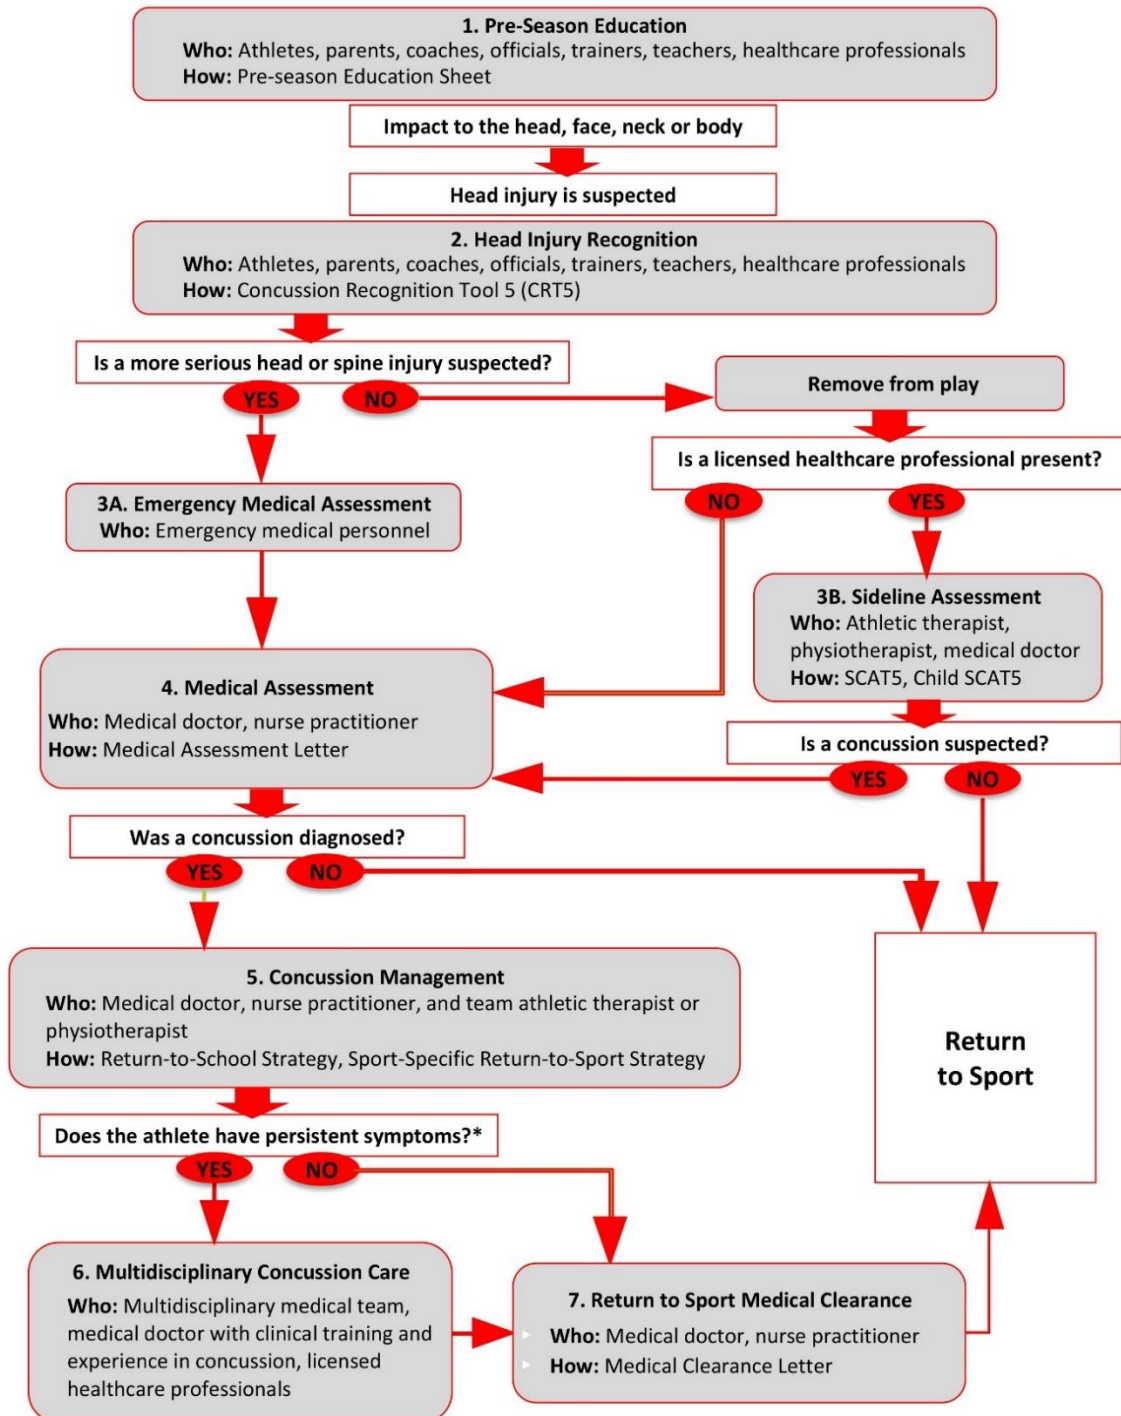 1. Pre-Season Education
Who: Athletes, parents, coaches, officials, trainers, teachers, healthcare professionals
How: Pre-season Education Sheet
Impact to the head, face, neck or body
Head injury is suspected
2. Head Injury Recognition
Who: Athletes, parents, coaches, officials, trainers, teachers, healthcare professionals
How: Concussion Recognition Tool 5 (CRT5)
Is a more serious head or spine injury suspected?
YES
NO
Remove from play
Is a licensed healthcare professional present?
NO
YES
3A. Emergency Medical Assessment
Who: Emergency medical personnel
3B. Sideline Assessment
Who: Athletic therapist,
physiotherapist, medical doctor
How: SCAT5, Child SCAT5
4. Medical Assessment
Who: Medical doctor, nurse practitioner
How: Medical Assessment Letter
Is a concussion suspected?
YES
NO
Was a concussion diagnosed?
YES
NO
5. Concussion Management
Who: Medical doctor, nurse practitioner, and team athletic therapist or
physiotherapist
How: Return-to-School Strategy, Sport-Specific Return-to-Sport Strategy
Return
to Sport
Does the athlete have persistent symptoms?*
YES
NO
6. Multidisciplinary Concussion Care
Who: Multidisciplinary medical team,
medical doctor with clinical training and
experience in concussion, licensed
healthcare professionals
7. Return to Sport Medical Clearance
Who: Medical doctor, nurse practitioner
How: Medical Clearance Letter